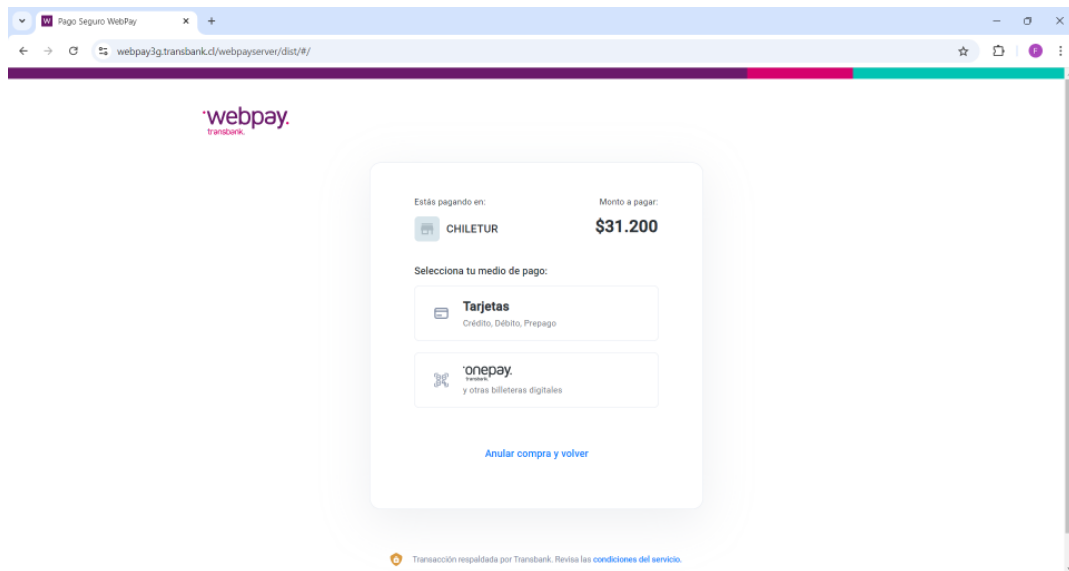 W Pago Seguro WebPay
webpay3g.transbank.cl/webpayserver/dist/#/
F
webpay.
transbank.
Estás pagando en:
Monto a pagar:
CHILETUR
$31.200
Selecciona tu medio de pago:
Tarjetas
Crédito, Débito, Prepago
onepay.
transbank.
y otras billeteras digitales
Anular compra y volver
Transacción respaldada por Transbank. Revisa las condiciones del servicio.